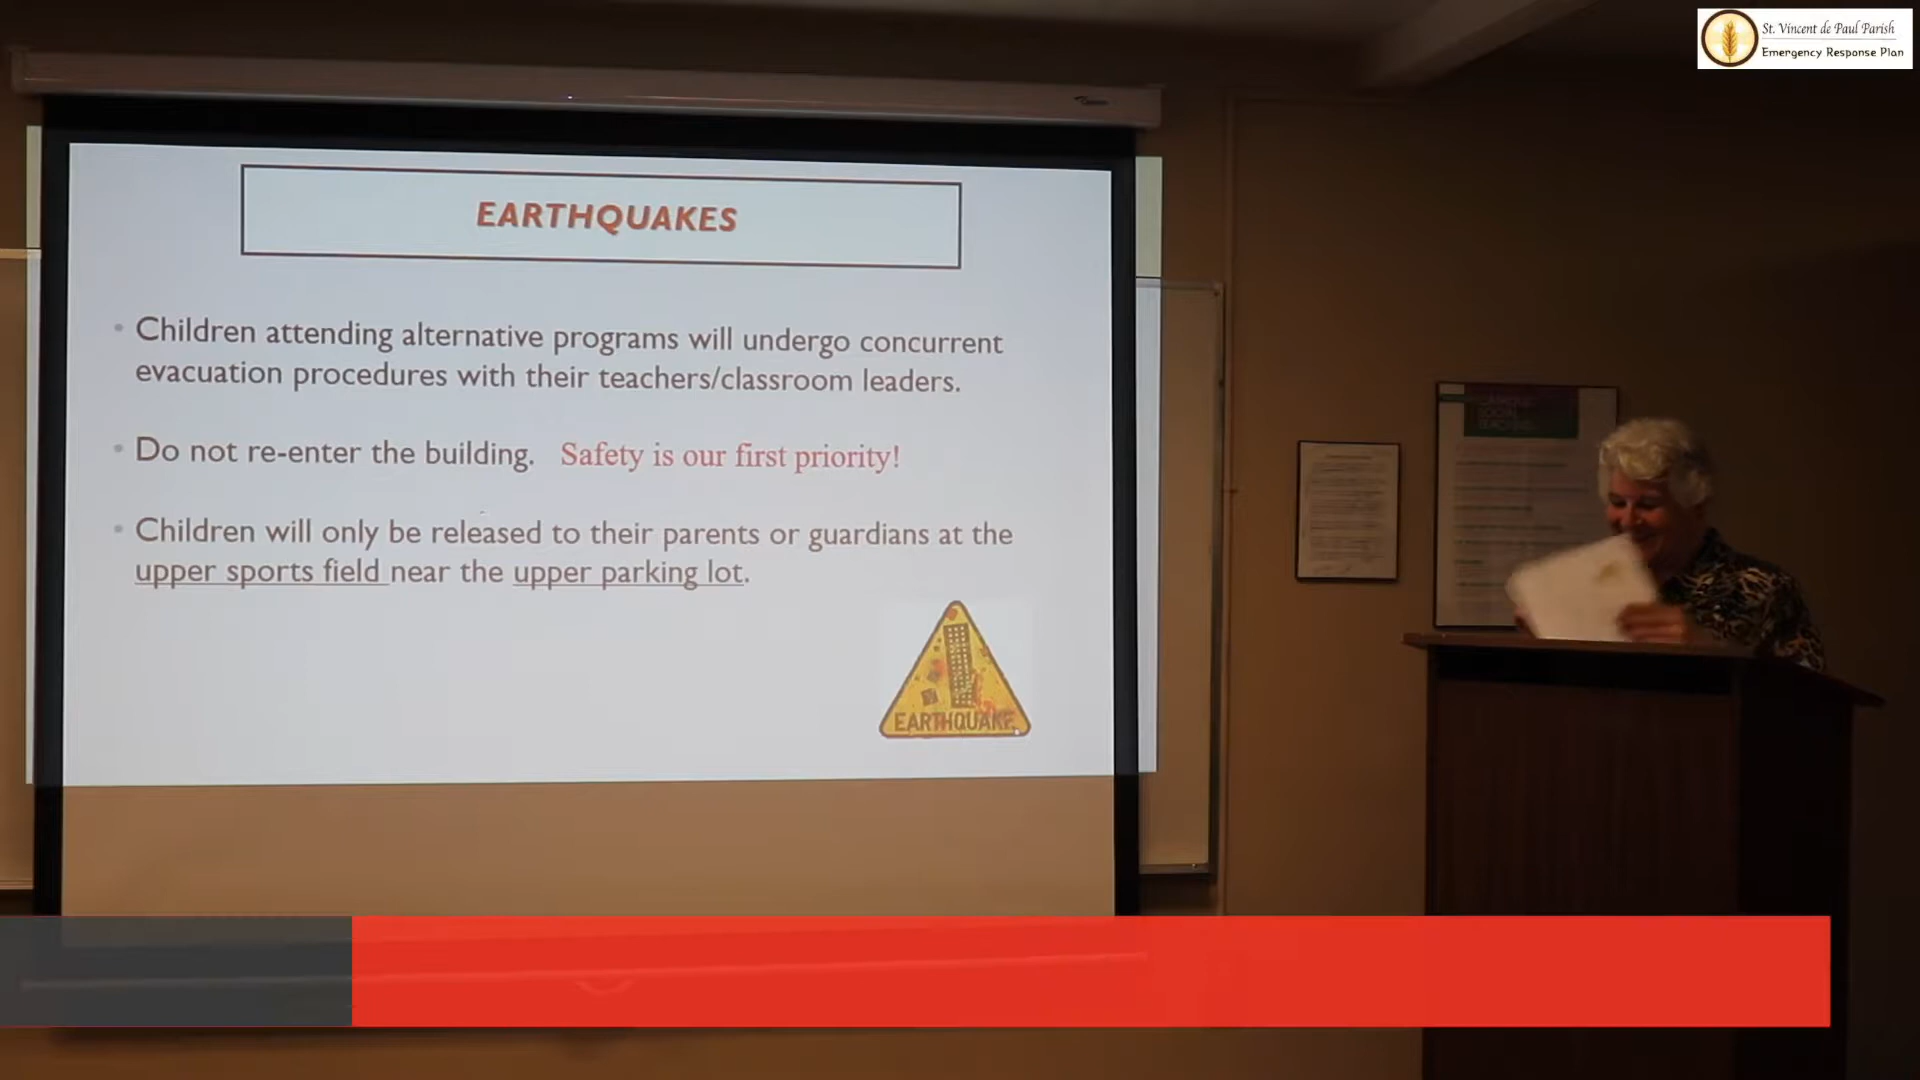 St. Vincent de Paul Parish
Emergency Response Plan
EARTHQUAKES
• Children attending alternative programs will undergo concurrent
evacuation procedures with their teachers/classroom leaders.
• Do not re-enter the building. Safety is our first priority!
• Children will only be released to their parents or guardians at the
upper sports field near the upper parking lot.
EARTHQUAKE